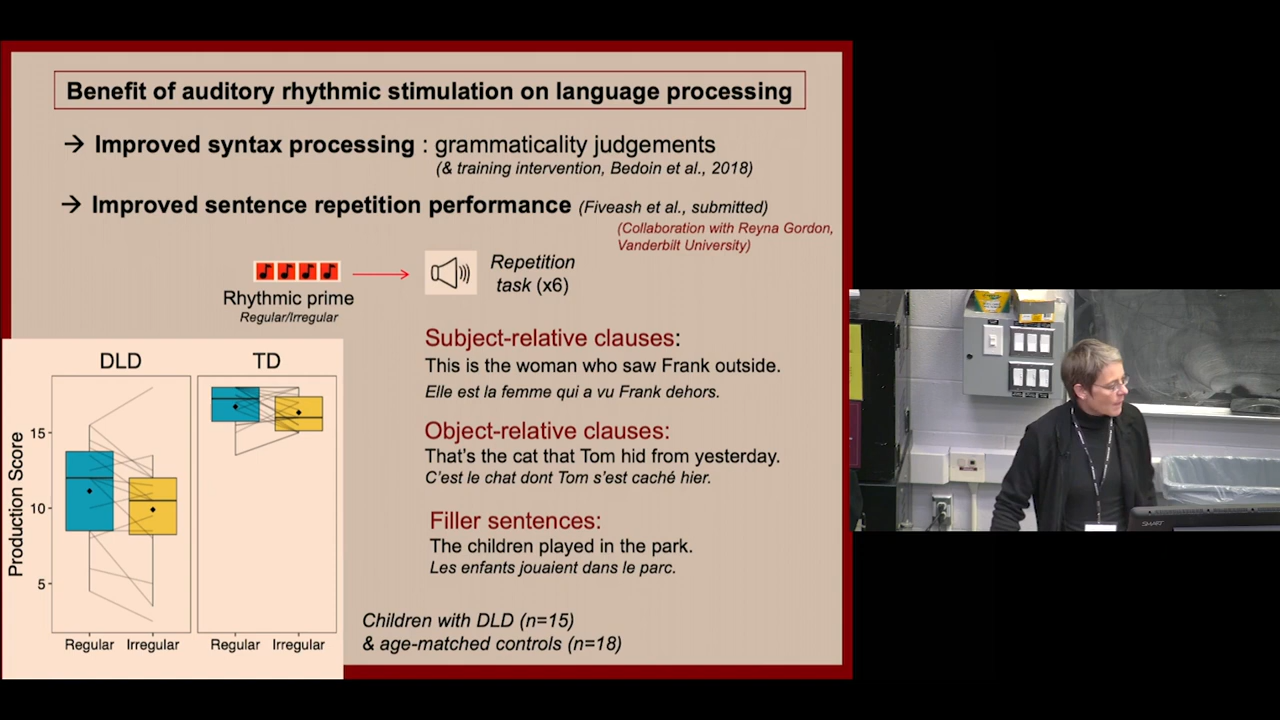 Benefit of auditory rhythmic stimulation on language processing
→ Improved syntax processing : grammaticality judgements
(& training intervention, Bedoin et al., 2018)
→ Improved sentence repetition performance (Fiveash et al., submitted)
(Collaboration with Reyna Gordon,
Vanderbilt University)
Repetition
task (x6)
Rhythmic prime
Regular/Irregular
Subject-relative clauses:
This is the woman who saw Frank outside.
Elle est la femme qui a vu Frank dehors.
Object-relative clauses:
That's the cat that Tom hid from yesterday.
C'est le chat dont Tom s'est caché hier.
Filler sentences:
The children played in the park.
Les enfants jouaient dans le parc.
Children with DLD (n=15)
& age-matched controls (n=18)
DLD TD
Production Score
15
10
5
Regular Irregular Regular Irregular
SMART